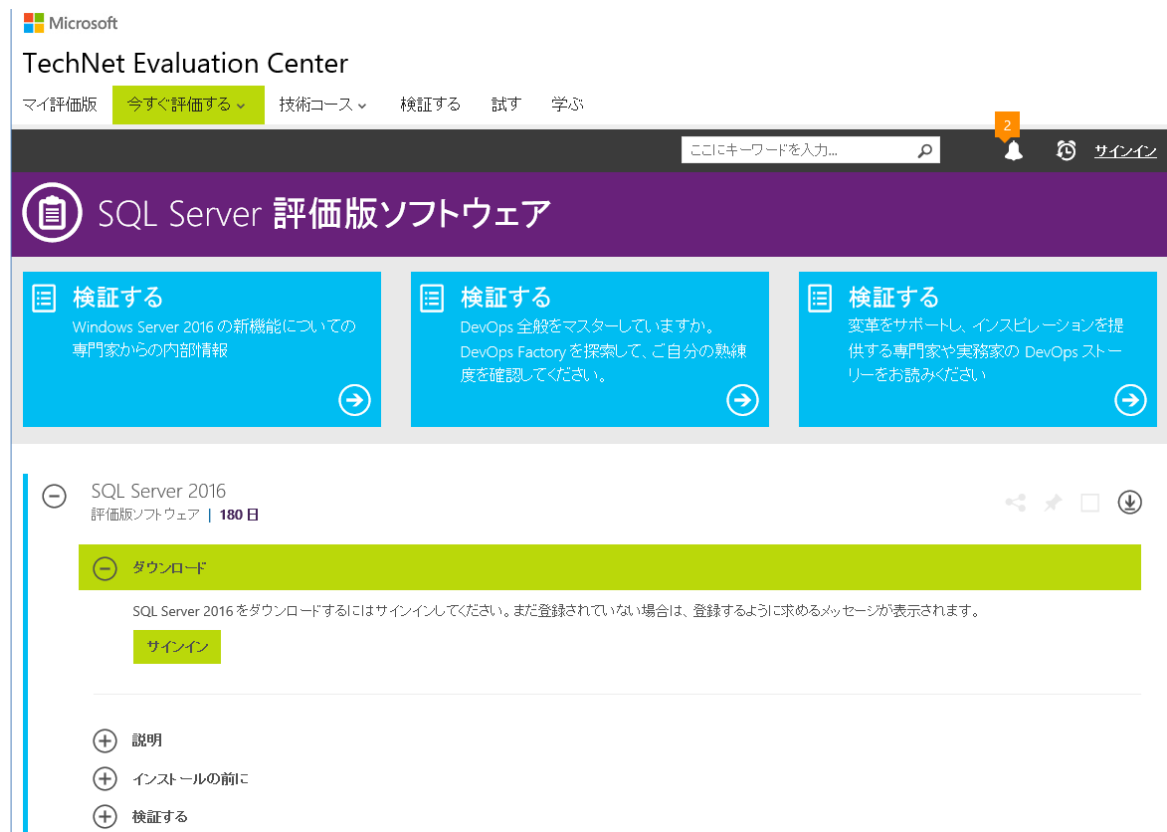 Microsoft
TechNet Evaluation Center
マイ評価版 今すぐ評価する 技術コース 検証する 試す 学ぶ
2
ここにキーワードを入力... サインイン
SQL Server 評価版ソフトウェア
検証する
Windows Server 2016 の新機能についての
専門家からの内部情報
検証する
DevOps 全般をマスターしていますか。
DevOps Factory を探索して、ご自分の熟練
度を確認してください。
検証する
変革をサポートし、インスピレーションを提
供する専門家や実務家の DevOps ストー
リーをお読みください
SQL Server 2016
評価版ソフトウェア | 180 日
ダウンロード
SQL Server 2016 をダウンロードするにはサインインしてください。まだ登録されていない場合は、登録するように求めるメッセージが表示されます。
サインイン
説明
インストールの前に
検証する